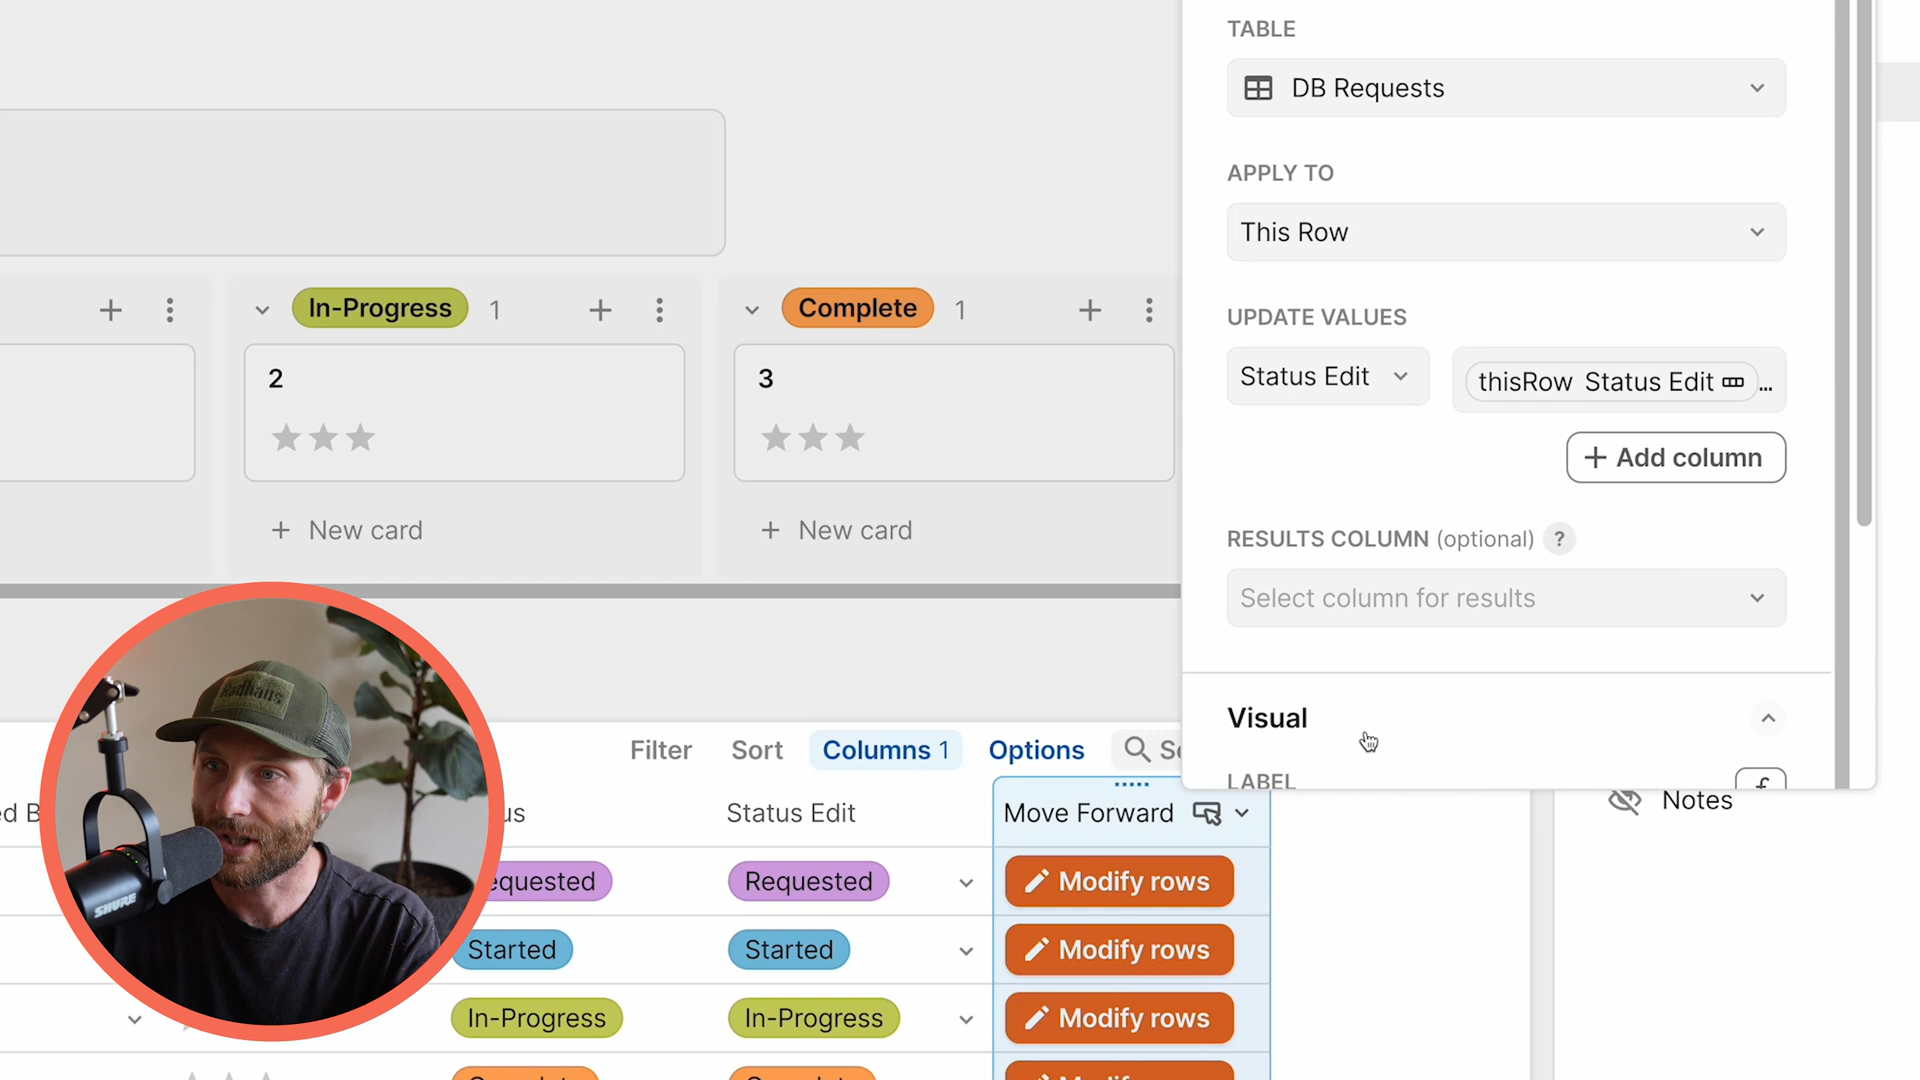 TABLE
DB Requests
APPLY TO
This Row
UPDATE VALUES
Status Edit
thisRow Status Edit ...
+ Add column
RESULTS COLUMN (optional) ?
Select column for results
Visual
LABEL
f
In-Progress 1
2
+ New card
Complete 1
3
+ New card
Filter Sort Columns 1 Options
Status Edit Move Forward
Notes
Requested Modify rows
Started Started Modify rows
In-Progress In-Progress Modify rows
Radhaus
SHURE